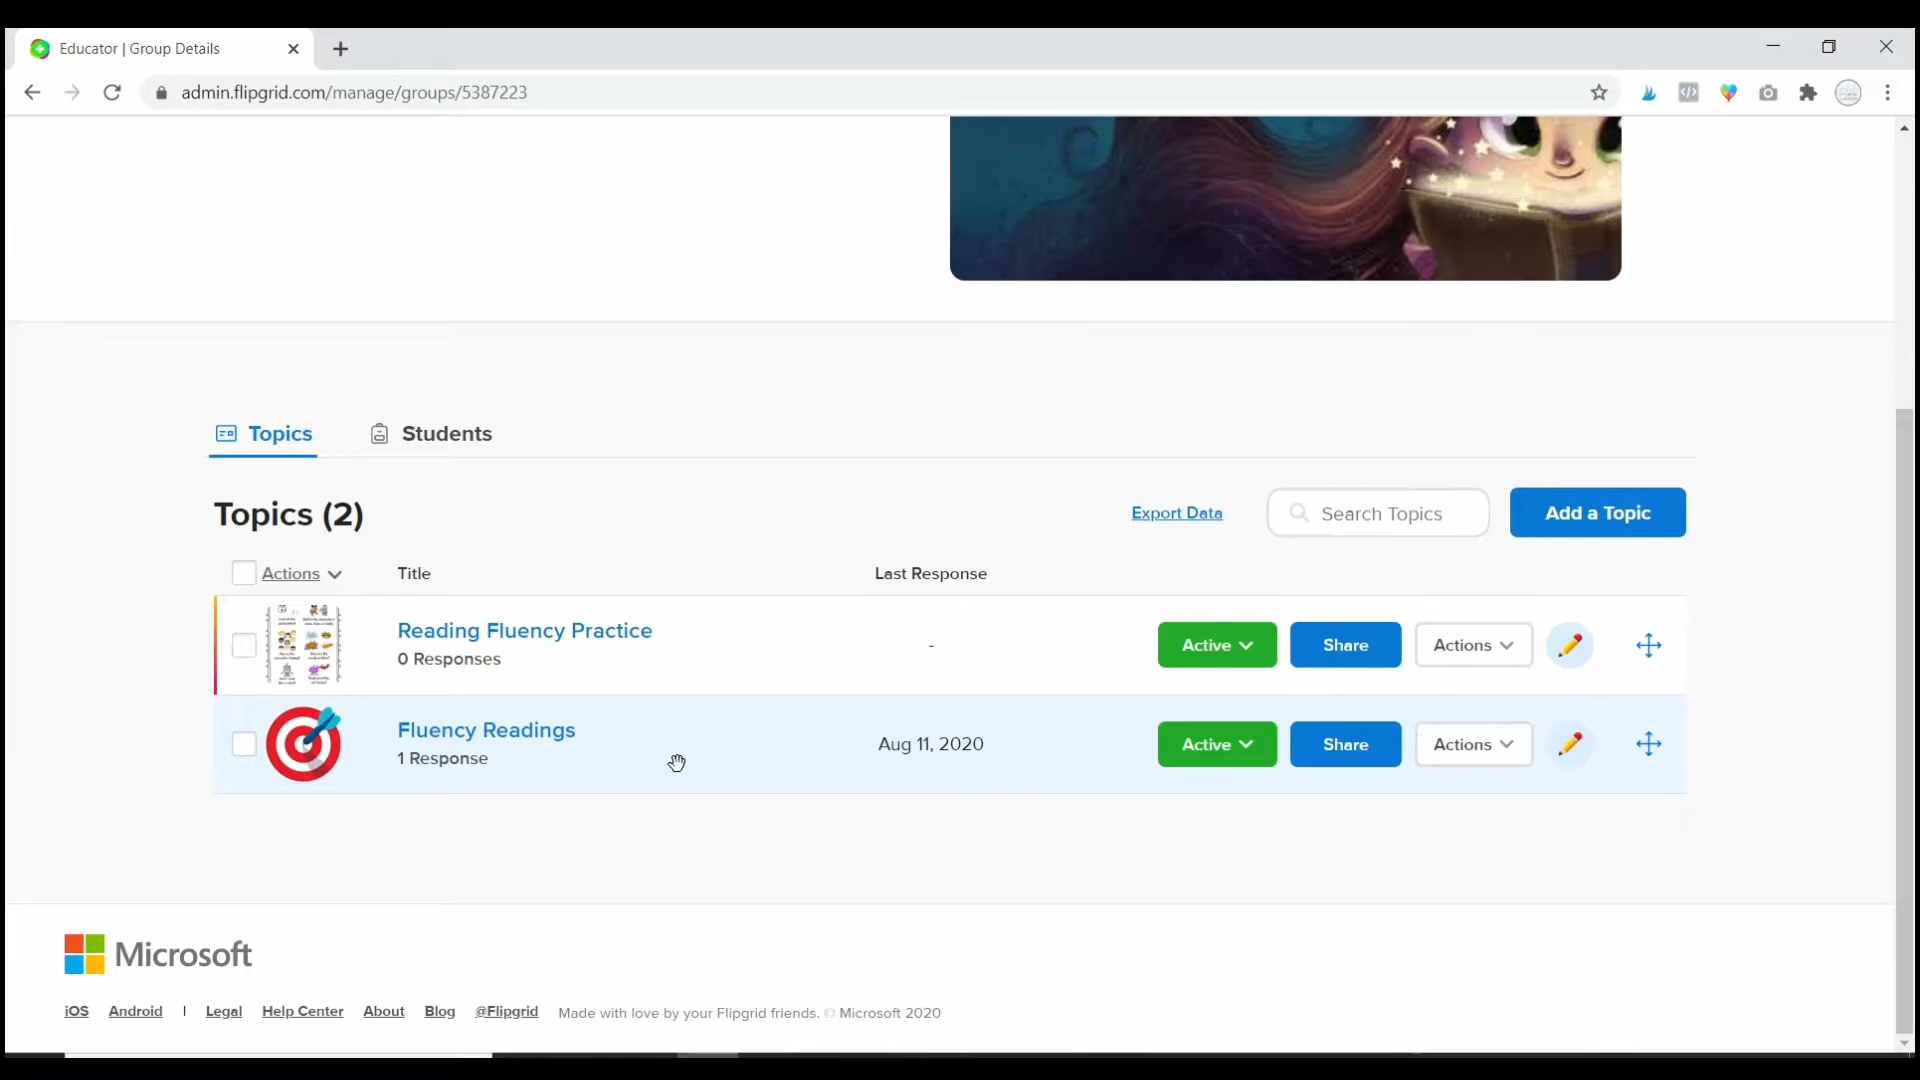 Educator | Group Details
admin.flipgrid.com/manage/groups/5387223
Topics Students
Topics (2) Export Data Search Topics Add a Topic
Actions Title Last Response
Reading Fluency Practice
0 Responses - Active Share Actions
Fluency Readings
1 Response Aug 11, 2020 Active Share Actions
Microsoft
iOS Android | Legal Help Center About Blog @Flipgrid Made with love by your Flipgrid friends. © Microsoft 2020